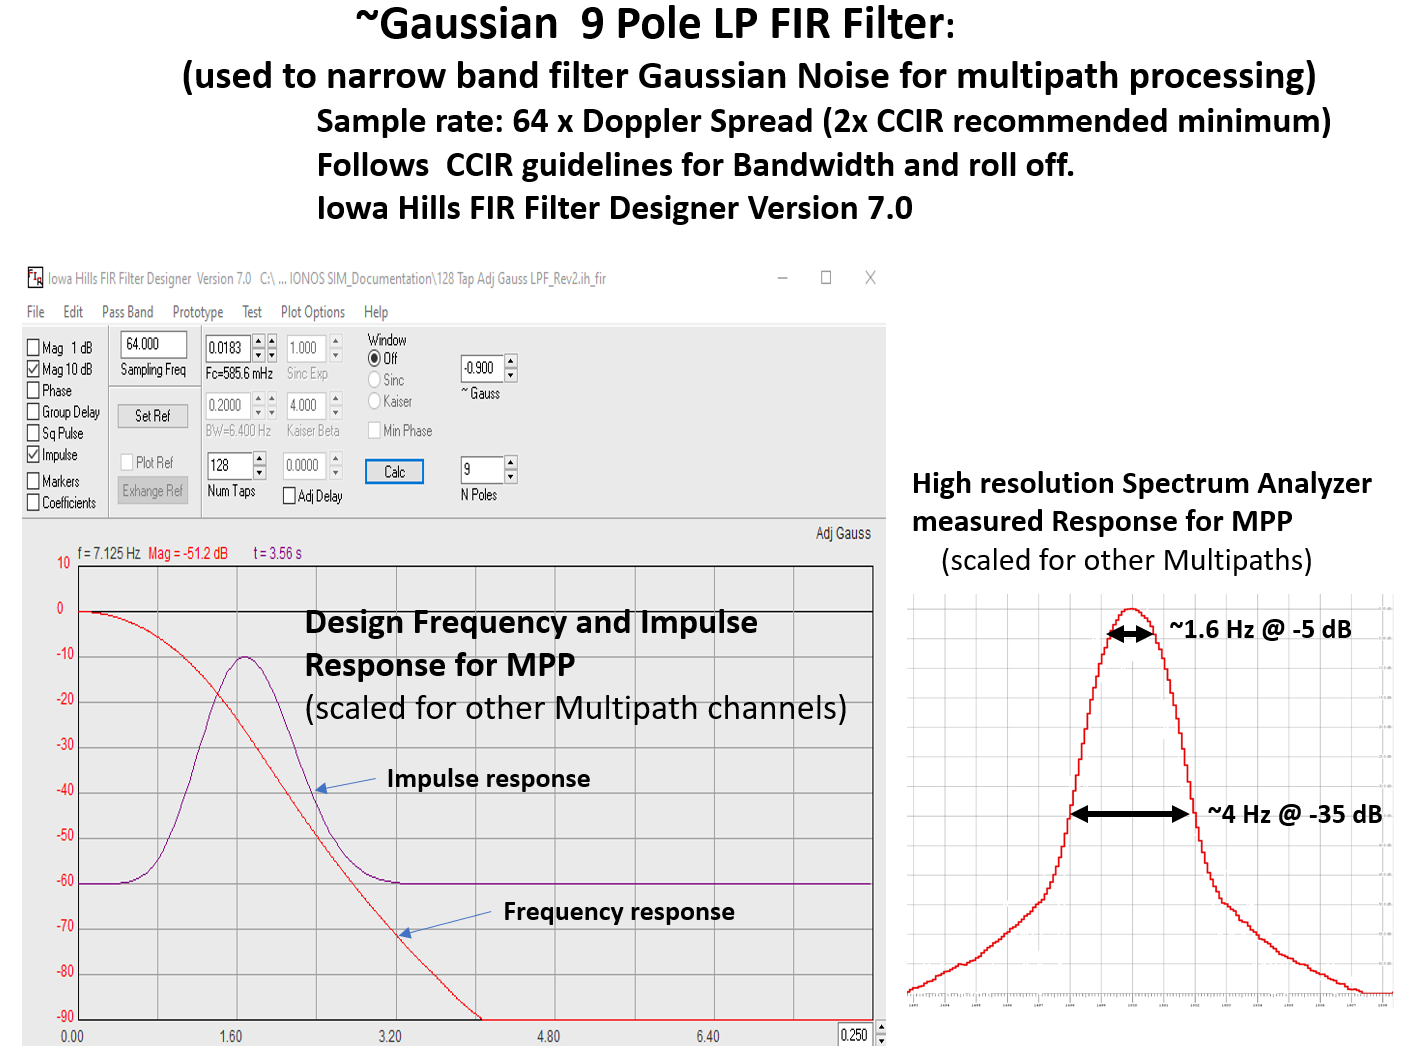 ~Gaussian 9 Pole LP FIR Filter:
(used to narrow band filter Gaussian Noise for multipath processing)
Sample rate: 64 x Doppler Spread (2x CCIR recommended minimum)
Follows CCIR guidelines for Bandwidth and roll off.
Iowa Hills FIR Filter Designer Version 7.0
Iowa Hills FIR Filter Designer Version 7.0 C:\ ... IONOS SIM_Documentation\128 Tap Adj Gauss LPF_Rev2.ih_fir
File Edit Pass Band Prototype Test Plot Options Help
Mag 1 dB
Mag 10 dB
Phase
Group Delay
Sq Pulse
Impulse
Markers
Coefficients
64.000
Sampling Freq
Set Ref
Plot Ref
Exhange Ref
0.0183
Fc=585.6 mHz
0.2000
BW=6.400 Hz
128
Num Taps
1.000
Sinc Exp
4.000
Kaiser Beta
0.0000
Adj Delay
Window
Off
Sinc
Kaiser
Min Phase
Calc
-0.900
~ Gauss
9
N Poles
Adj Gauss
f = 7.125 Hz Mag = -51.2 dB t = 3.56 s
10
0
-10
-20
-30
-40
-50
-60
-70
-80
-90
0.00 1.60 3.20 4.80 6.40 0.250
Design Frequency and Impulse
Response for MPP
(scaled for other Multipath channels)
Impulse response
Frequency response
High resolution Spectrum Analyzer
measured Response for MPP
(scaled for other Multipaths)
~1.6 Hz @ -5 dB
~4 Hz @ -35 dB